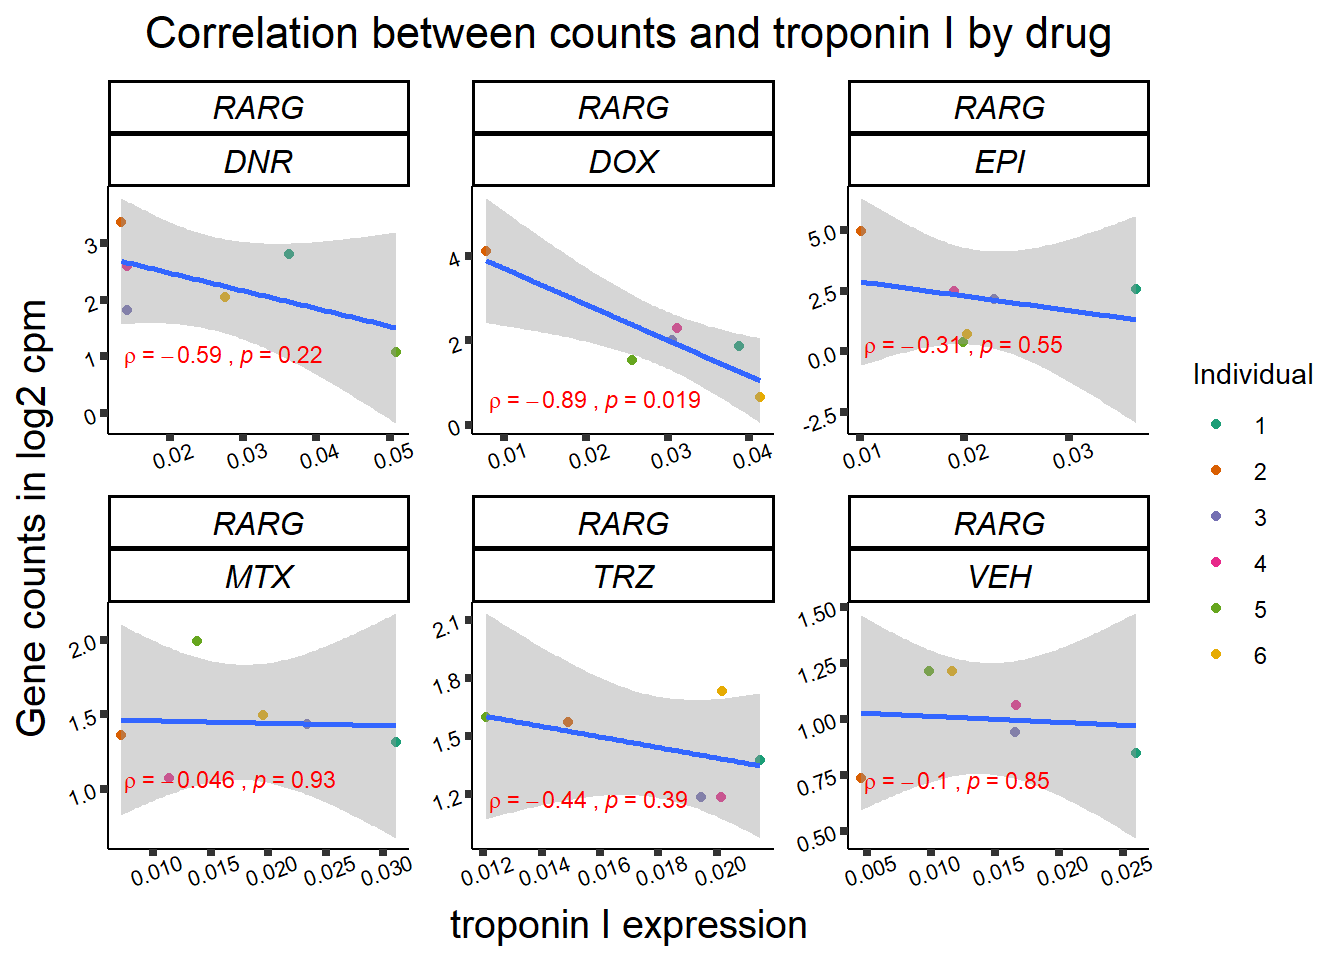 Correlation between counts and troponin I by drug
RARG
DNR
3
2
1
0
ρ = −0.59 , p = 0.22
0.02 0.03 0.04 0.05
RARG
DOX
4
2
0
ρ = −0.89 , p = 0.019
0.01 0.02 0.03 0.04
RARG
EPI
5.0
2.5
0.0
-2.5
ρ = −0.31 , p = 0.55
0.01 0.02 0.03
RARG
MTX
2.0
1.5
1.0
ρ = −0.046 , p = 0.93
0.010 0.015 0.020 0.025 0.030
RARG
TRZ
2.1
1.8
1.5
1.2
ρ = −0.44 , p = 0.39
0.012 0.014 0.016 0.018 0.020
RARG
VEH
1.50
1.25
1.00
0.75
0.50
ρ = −0.1 , p = 0.85
0.005 0.010 0.015 0.020 0.025
Gene counts in log2 cpm
troponin I expression
Individual
1
2
3
4
5
6